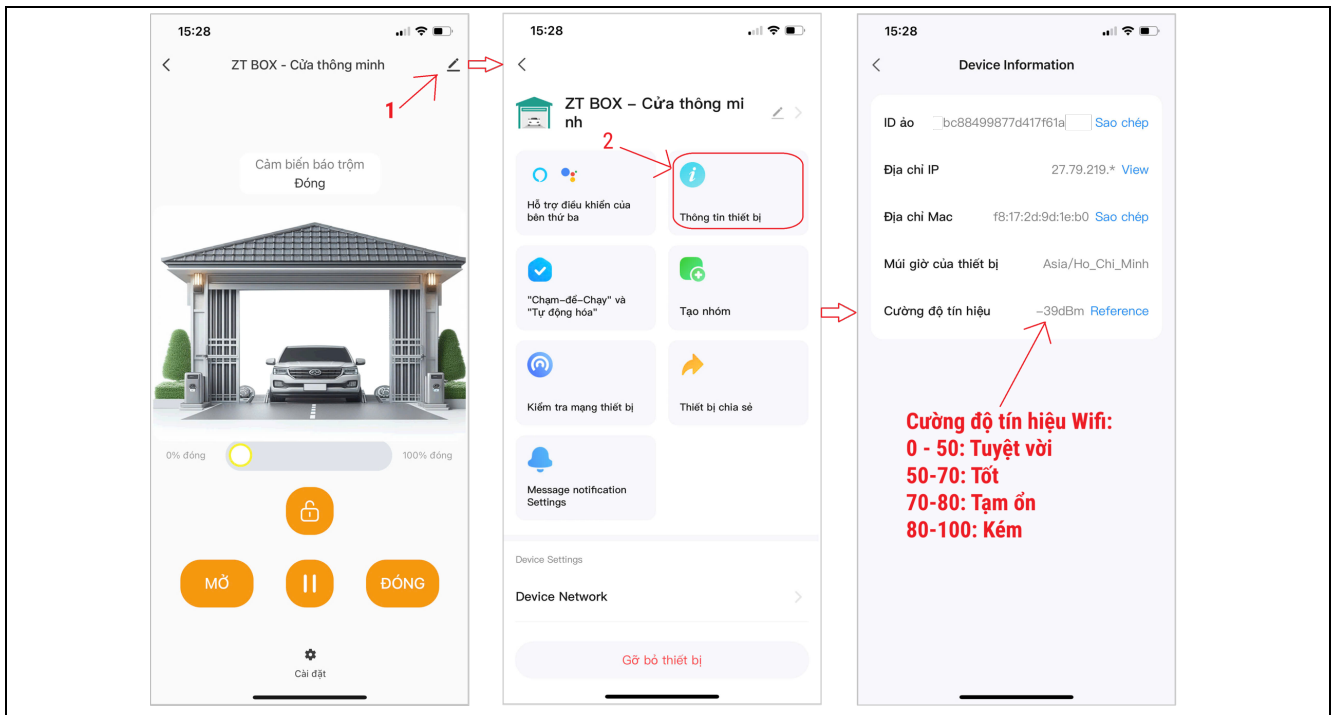 15:28
ZT BOX - Cửa thông minh
1
Cảm biến báo trộm
Đóng
0% đóng
100% đóng
MỞ
ĐÓNG
Cài đặt
15:28
ZT BOX – Cửa thông mi
nh
2
Hỗ trợ điều khiển của
bên thứ ba
Thông tin thiết bị
"Chạm–để–Chạy" và
"Tự động hóa"
Tạo nhóm
Kiểm tra mạng thiết bị
Thiết bị chia sẻ
Message notification
Settings
Device Settings
Device Network
Gỡ bỏ thiết bị
15:28
Device Information
ID ảo bc88499877d417f61a Sao chép
Địa chỉ IP 27.79.219.* View
Địa chỉ Mac f8:17:2d:9d:1e:b0 Sao chép
Múi giờ của thiết bị Asia/Ho_Chi_Minh
Cường độ tín hiệu –39dBm Reference
Cường độ tín hiệu Wifi:
0 - 50: Tuyệt vời
50-70: Tốt
70-80: Tạm ổn
80-100: Kém